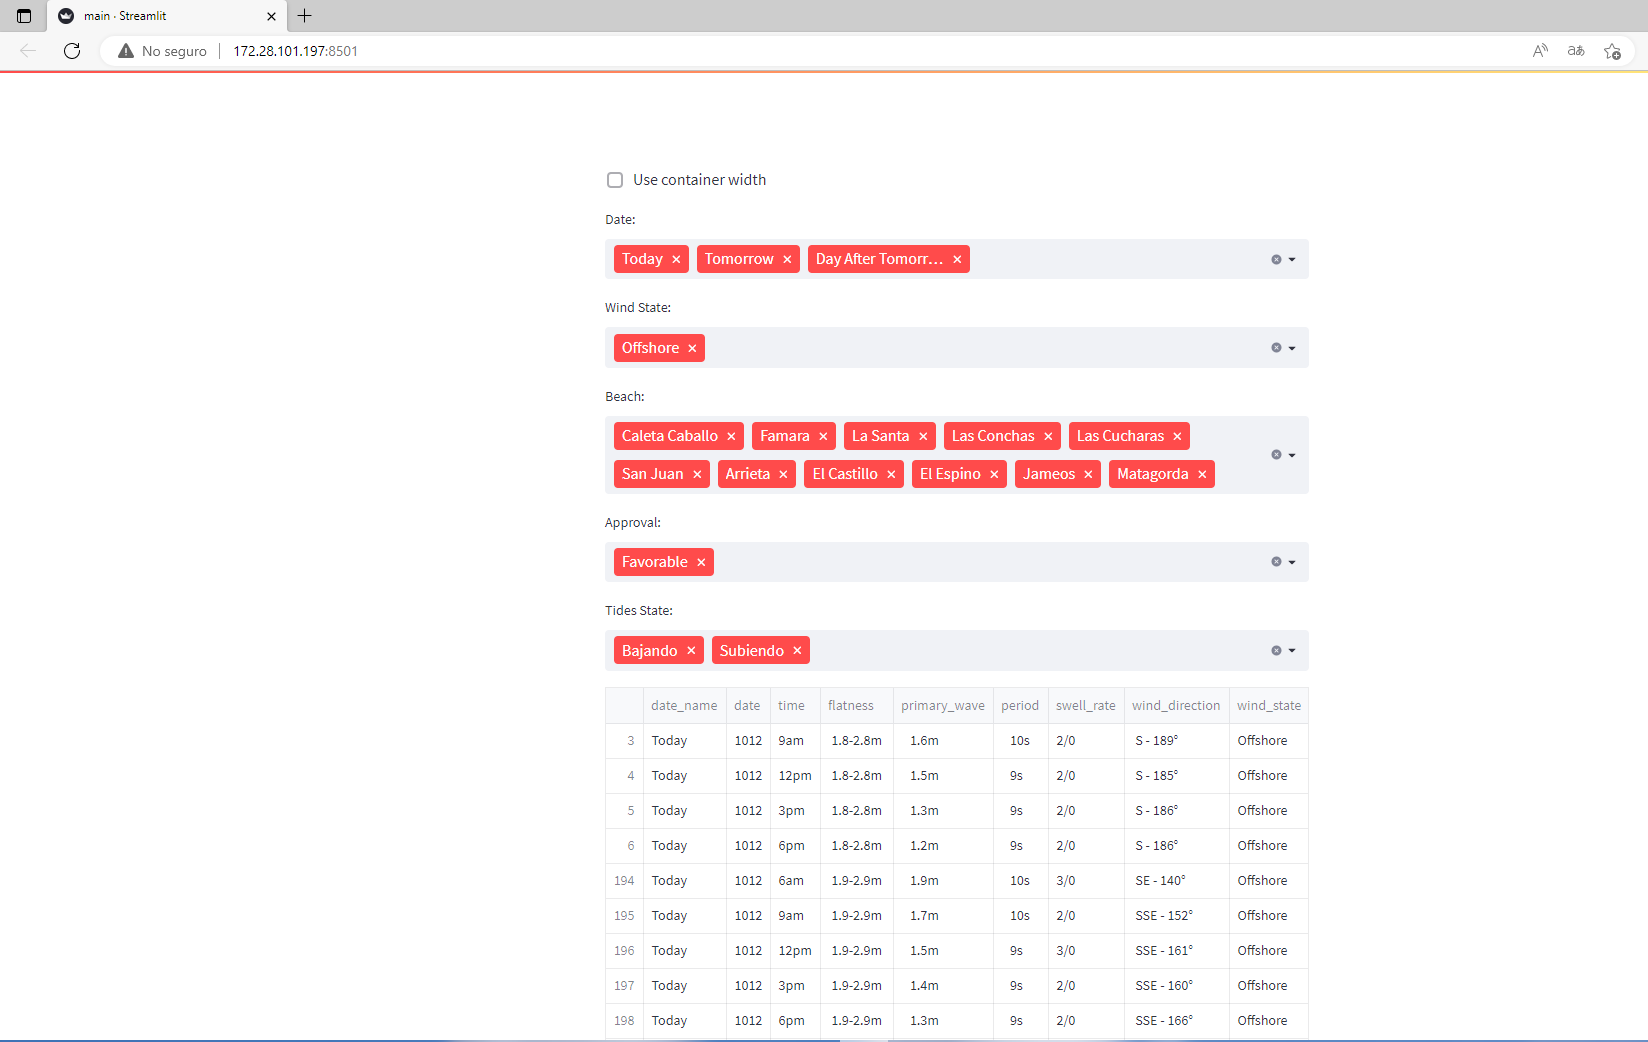 main · Streamlit
No seguro 172.28.101.197:8501
Use container width
Date:
Today Tomorrow Day After Tomorr...
Wind State:
Offshore
Beach:
Caleta Caballo Famara La Santa Las Conchas Las Cucharas
San Juan Arrieta El Castillo El Espino Jameos Matagorda
Approval:
Favorable
Tides State:
Bajando Subiendo
date_name date time flatness primary_wave period swell_rate wind_direction wind_state
3 Today 1012 9am 1.8-2.8m 1.6m 10s 2/0 S - 189° Offshore
4 Today 1012 12pm 1.8-2.8m 1.5m 9s 2/0 S - 185° Offshore
5 Today 1012 3pm 1.8-2.8m 1.3m 9s 2/0 S - 186° Offshore
6 Today 1012 6pm 1.8-2.8m 1.2m 9s 2/0 S - 186° Offshore
194 Today 1012 6am 1.9-2.9m 1.9m 10s 3/0 SE - 140° Offshore
195 Today 1012 9am 1.9-2.9m 1.7m 10s 2/0 SSE - 152° Offshore
196 Today 1012 12pm 1.9-2.9m 1.5m 9s 3/0 SSE - 161° Offshore
197 Today 1012 3pm 1.9-2.9m 1.4m 9s 2/0 SSE - 160° Offshore
198 Today 1012 6pm 1.9-2.9m 1.3m 9s 2/0 SSE - 166° Offshore